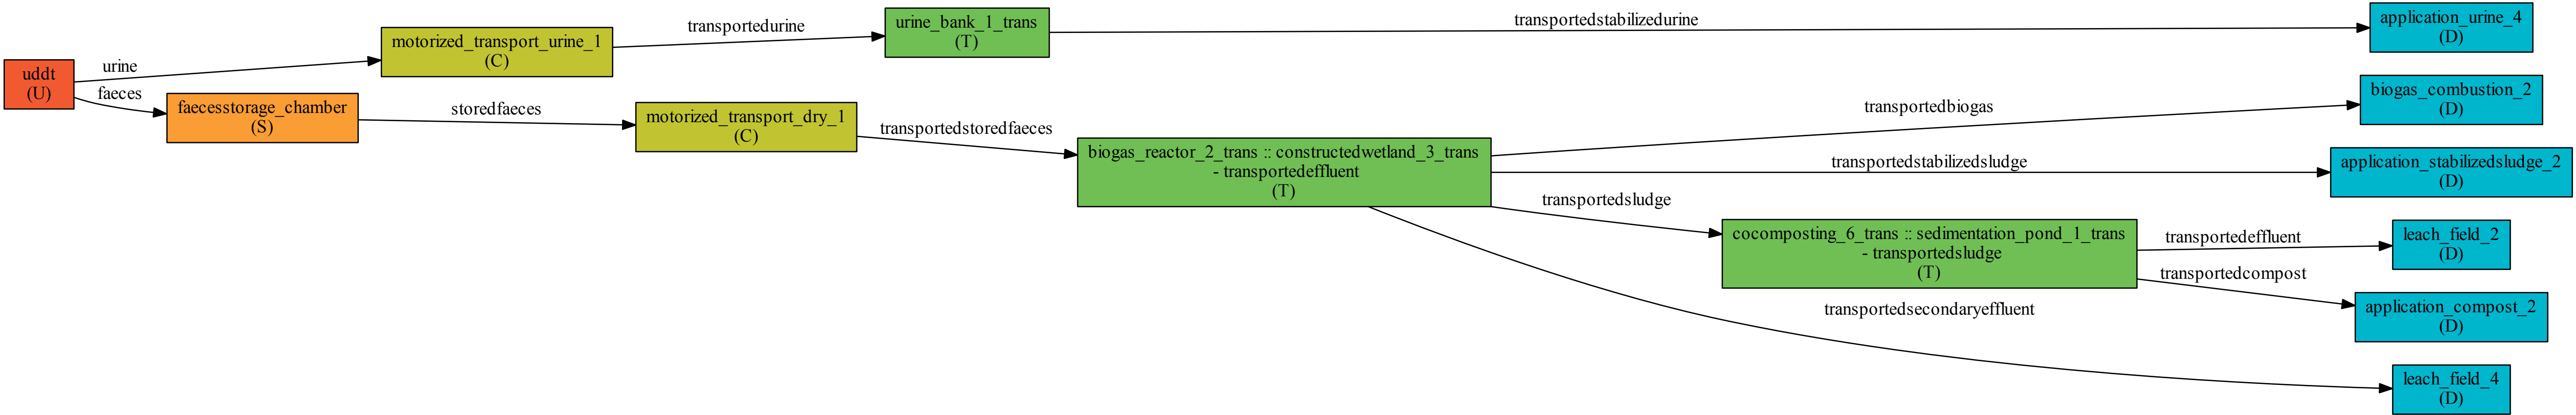 uddt
(U)
urine
faeces
motorized_transport_urine_1
(C)
faecesstorage_chamber
(S)
transportedurine
storedfaeces
motorized_transport_dry_1
(C)
urine_bank_1_trans
(T)
transportedstoredfaeces
biogas_reactor_2_trans :: constructedwetland_3_trans
- transportedeffluent
(T)
transportedstabilizedurine
transportedbiogas
transportedstabilizedsludge
transportedsludge
transportedsecondaryeffluent
cocomposting_6_trans :: sedimentation_pond_1_trans
- transportedsludge
(T)
transportedeffluent
transportedcompost
application_urine_4
(D)
biogas_combustion_2
(D)
application_stabilizedsludge_2
(D)
leach_field_2
(D)
application_compost_2
(D)
leach_field_4
(D)